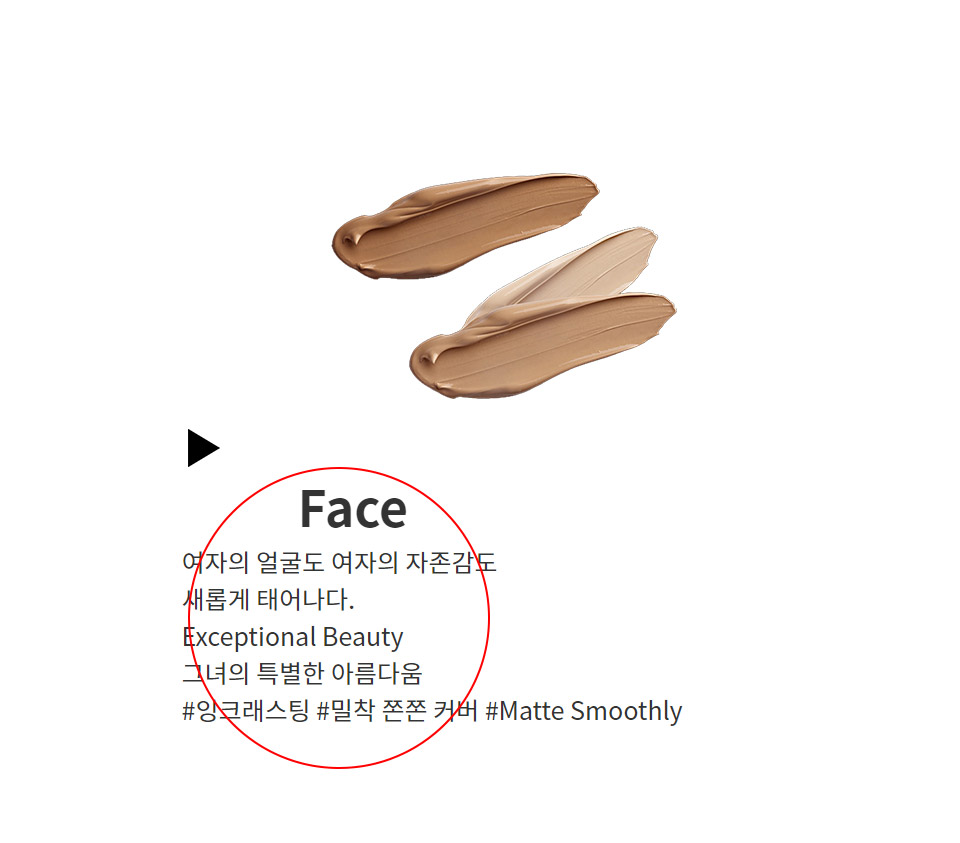 Face
여자의 얼굴도 여자의 자존감도
새롭게 태어나다.
Exceptional Beauty
그녀의 특별한 아름다움
#잉크래스팅 #밀착 쫀쫀 커버 #Matte Smoothly